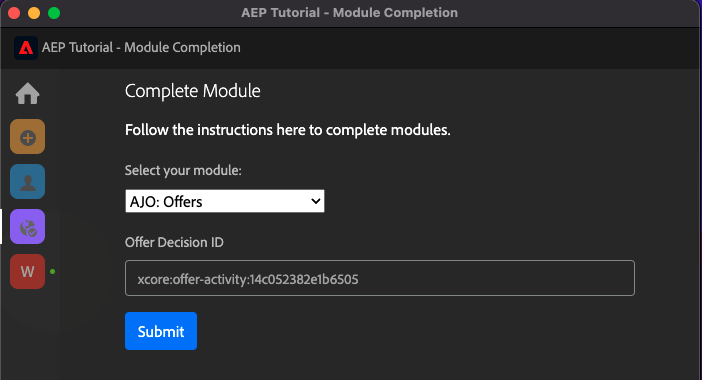 AEP Tutorial - Module Completion
AEP Tutorial - Module Completion
Complete Module
Follow the instructions here to complete modules.
Select your module:
AJO: Offers
Offer Decision ID
xcore:offer-activity:14c052382e1b6505
W
Submit